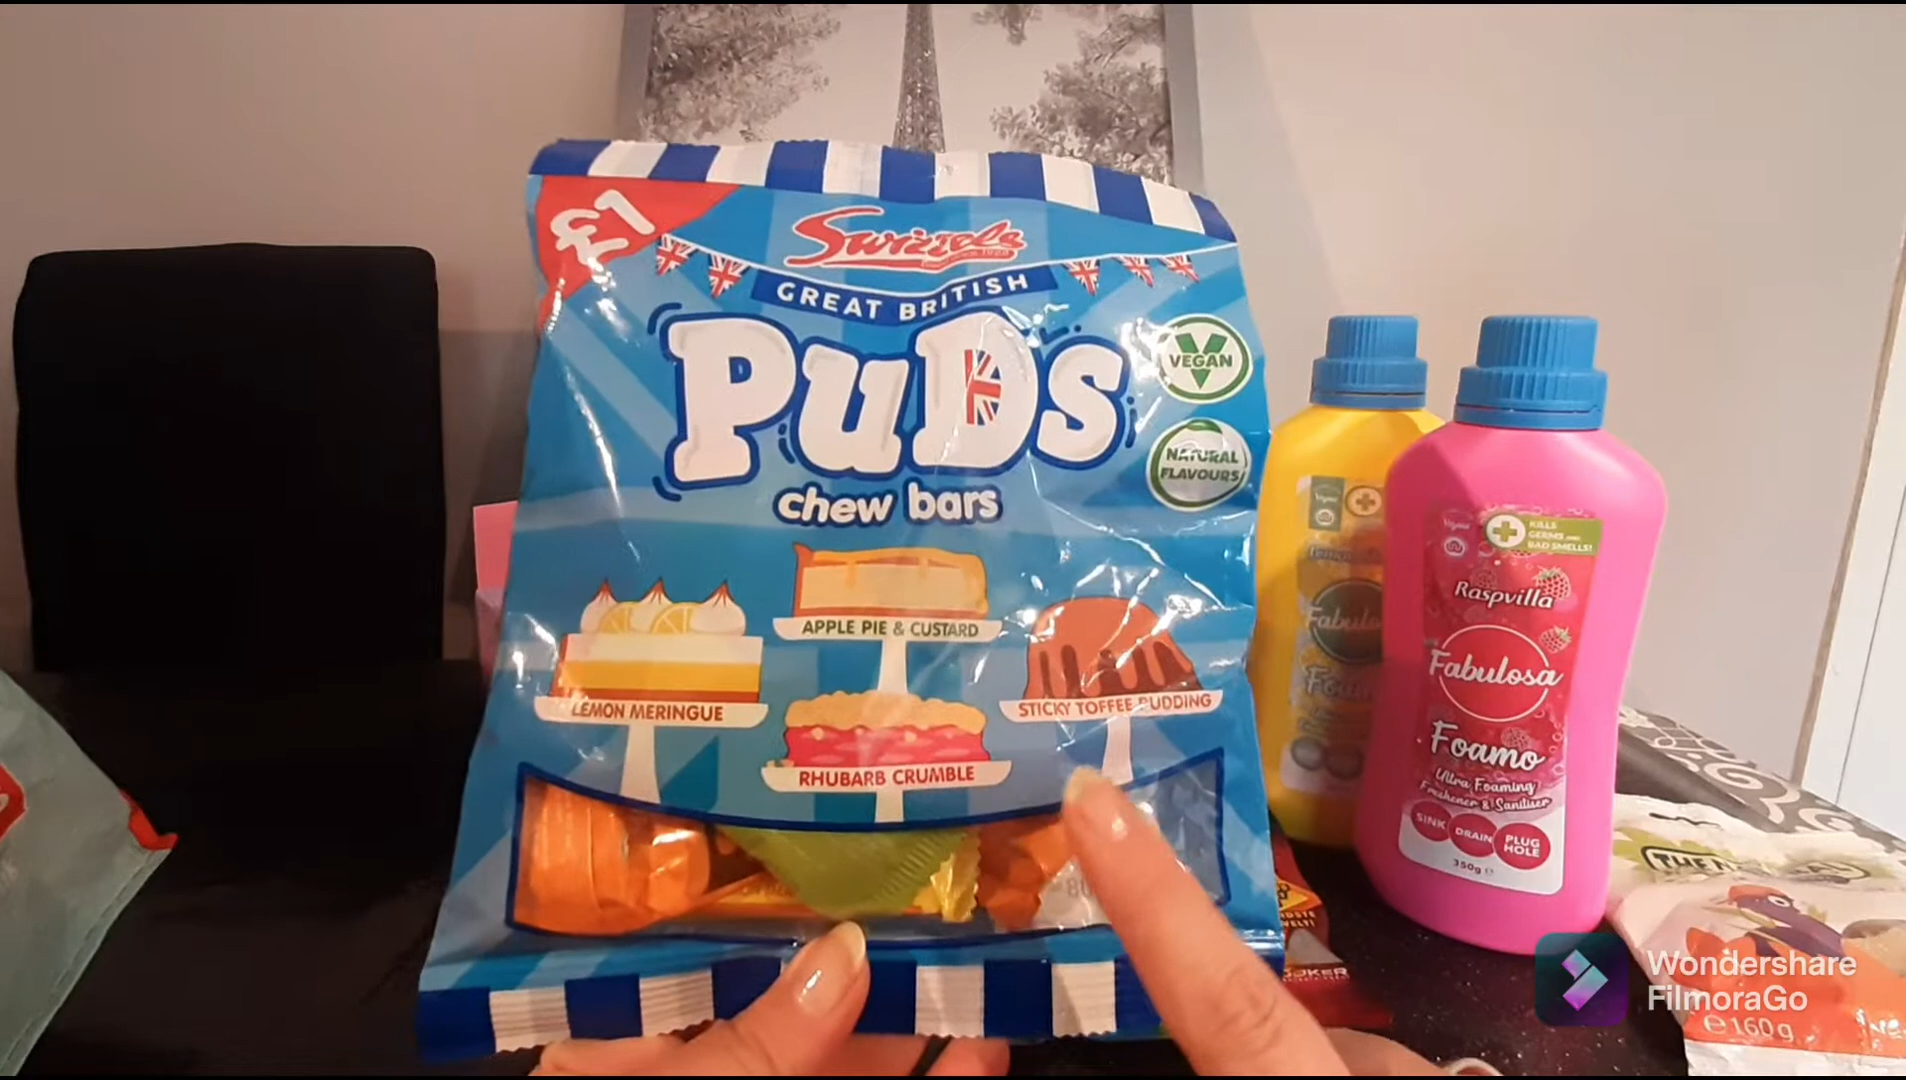 £1
Swizzels
GREAT BRITISH
PUDS
chew bars
VEGAN
NATURAL
FLAVOURS
APPLE PIE & CUSTARD
LEMON MERINGUE
STICKY TOFFEE PUDDING
RHUBARB CRUMBLE
Fabulosa
KILLS
GERMS AND
BAD SMELLS!
Raspvilla
Fabulosa
Foamo
Ultra Foaming
Freshener & Sanitiser
SINK
DRAIN
PLUG
HOLE
350g e
Wondershare
FilmoraGo
e160g